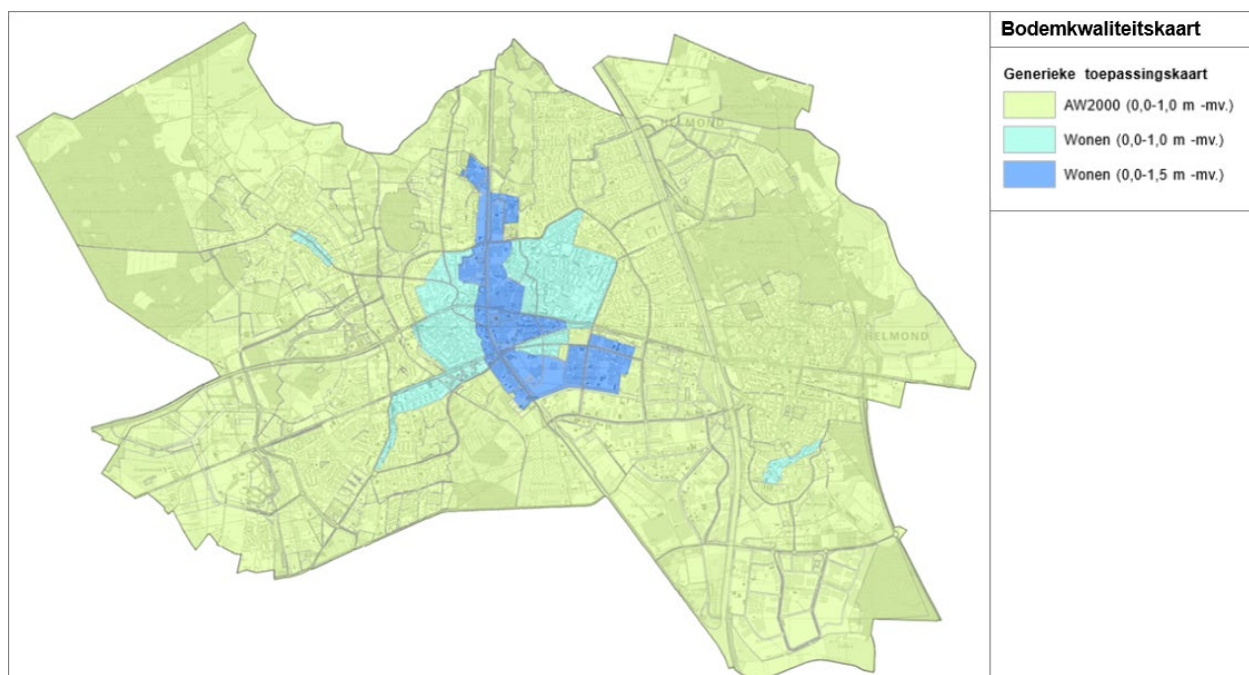 Bodemkwaliteitskaart
Generieke toepassingskaart
AW2000 (0,0-1,0 m -mv.)
Wonen (0,0-1,0 m -mv.)
Wonen (0,0-1,5 m -mv.)
HELMOND
HELMOND